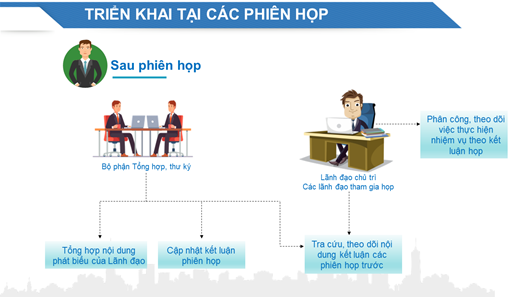 TRIỂN KHAI TẠI CÁC PHIÊN HỌP
Sau phiên họp
Bộ phận Tổng hợp, thư ký
Lãnh đạo chủ trì
Các lãnh đạo tham gia họp
Phân công, theo dõi
việc thực hiện
nhiệm vụ theo kết
luận họp
Tổng hợp nội dung
phát biểu của Lãnh đạo
Cập nhật kết luận
phiên họp
Tra cứu, theo dõi nội
dung kết luận các
phiên họp trước